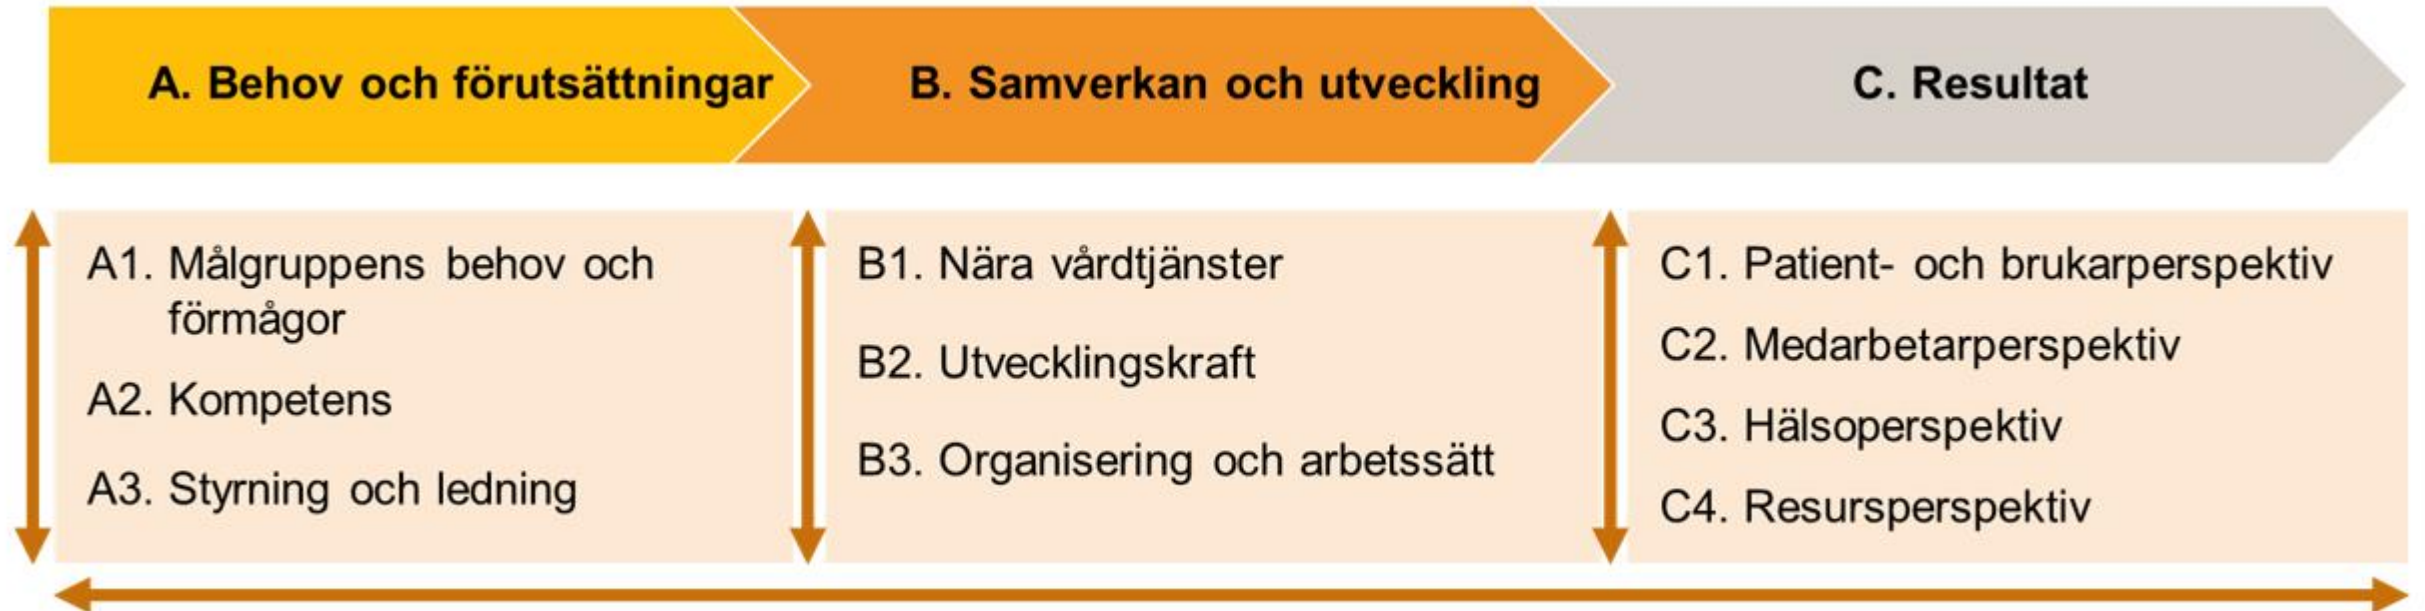 A. Behov och förutsättningar
B. Samverkan och utveckling
C. Resultat
A1. Målgruppens behov och
förmågor
A2. Kompetens
A3. Styrning och ledning
B1. Nära vårdtjänster
B2. Utvecklingskraft
B3. Organisering och arbetssätt
C1. Patient- och brukarperspektiv
C2. Medarbetarperspektiv
C3. Hälsoperspektiv
C4. Resursperspektiv